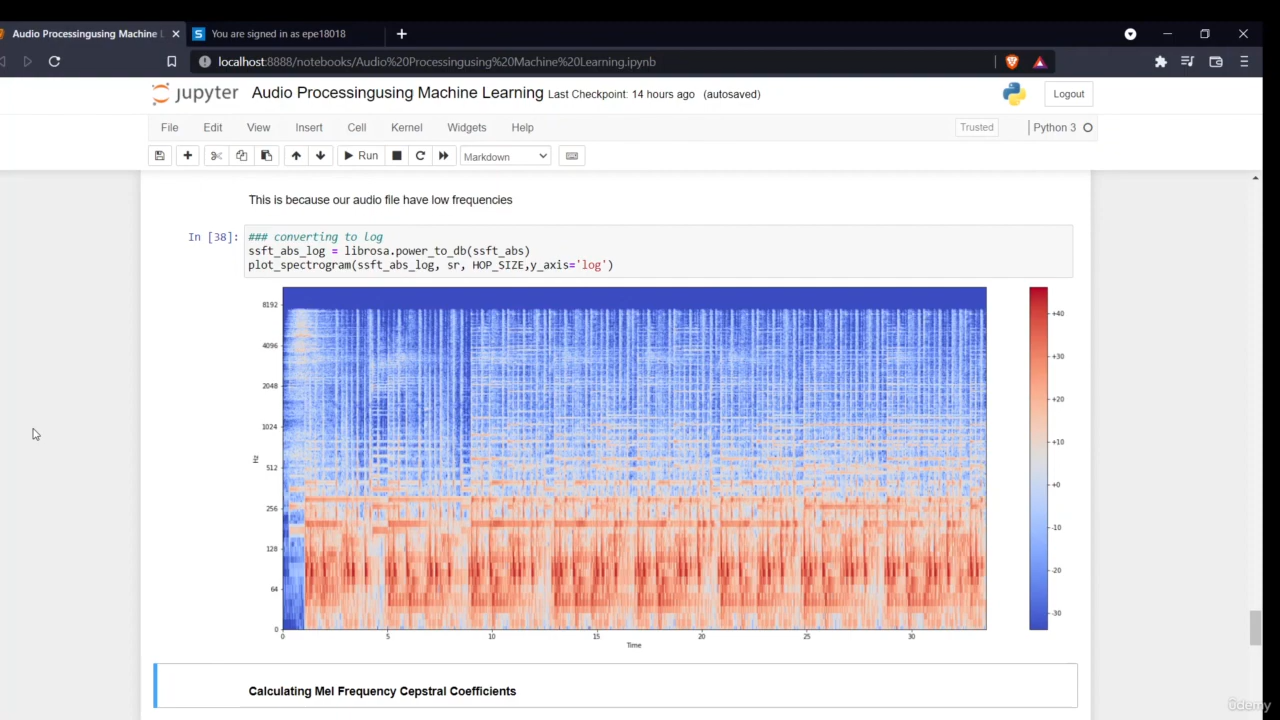 Audio Processingusing Machine L
You are signed in as epe18018
localhost:8888/notebooks/Audio%20Processingusing%20Machine%20Learning.ipynb
jupyter Audio Processingusing Machine Learning Last Checkpoint: 14 hours ago (autosaved)
Logout
File Edit View Insert Cell Kernel Widgets Help
Trusted
Python 3
Run
Markdown
This is because our audio file have low frequencies
In [38]:
### converting to log
ssft_abs_log = librosa.power_to_db(ssft_abs)
plot_spectrogram(ssft_abs_log, sr, HOP_SIZE,y_axis='log')
8192
4096
2048
1024
512
256
128
64
0
Hz
0 5 10 15 20 25 30
Time
+40
+30
+20
+10
+0
-10
-20
-30
Calculating Mel Frequency Cepstral Coefficients
ûdemy